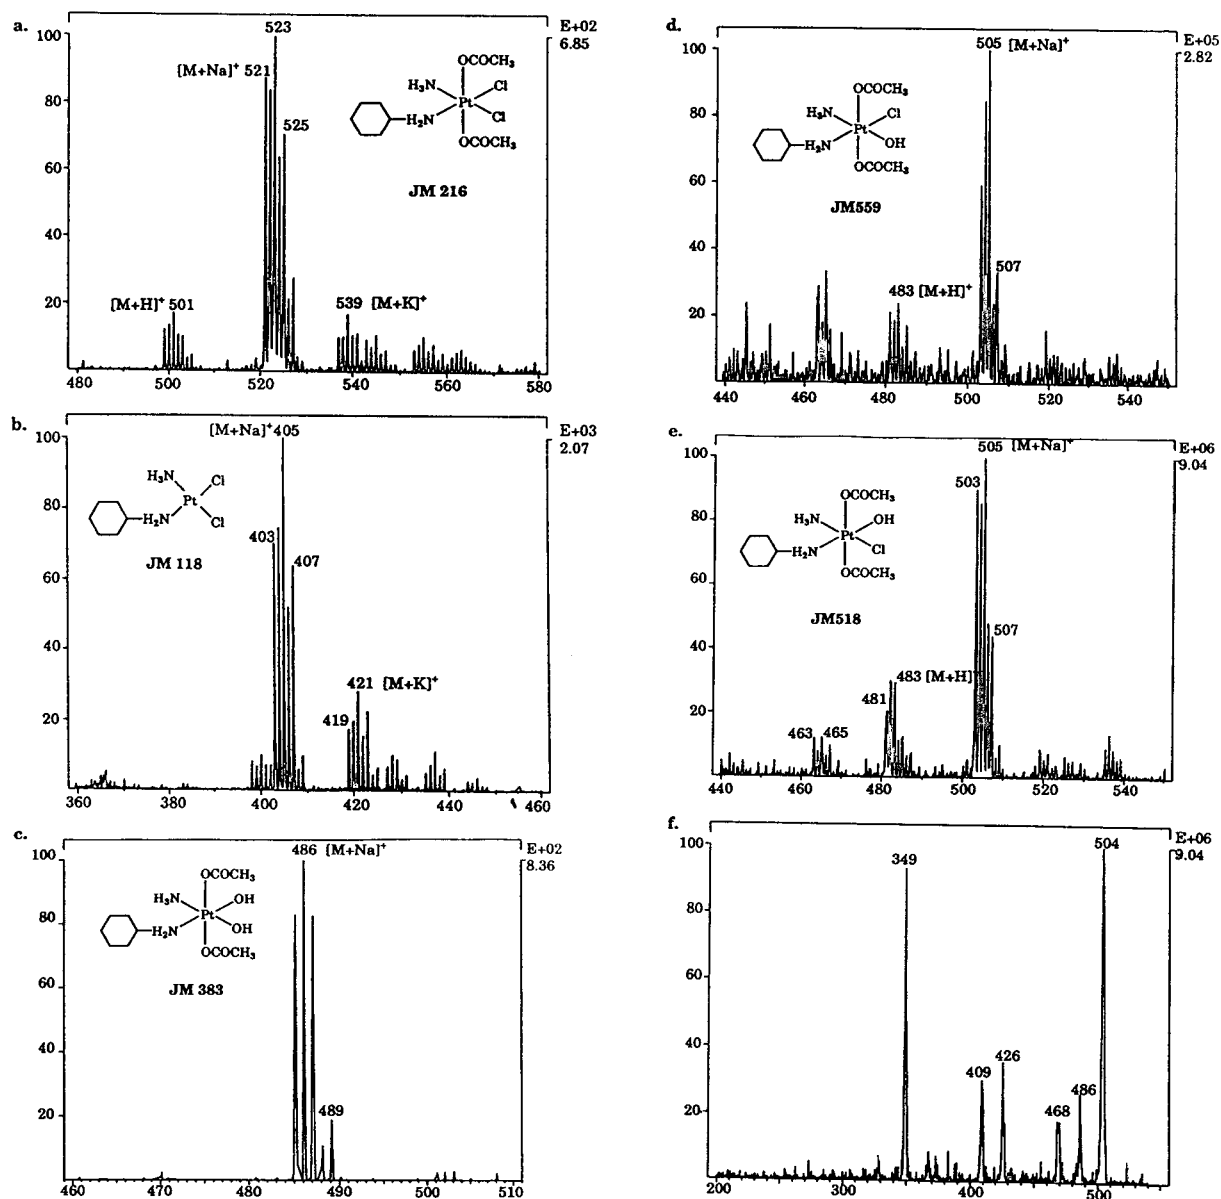 a.
E+02
6.85
100
80
60
40
20
523
[M+Na]+ 521
525
[M+H]+ 501
539 [M+K]+
OCOCH3
H3N
Cl
Pt
H2N
Cl
OCOCH3
JM 216
480 500 520 540 560 580
b.
E+03
2.07
100
80
60
40
20
[M+Na]+405
403
407
421 [M+K]+
419
H3N
Cl
Pt
H2N
Cl
JM 118
360 380 400 420 440 460
c.
E+02
8.36
100
80
60
40
20
486 [M+Na]+
489
OCOCH3
H3N
OH
Pt
H2N
OH
OCOCH3
JM 383
460 470 480 490 500 510
d.
E+05
2.82
100
80
60
40
20
505 [M+Na]+
507
483 [M+H]+
OCOCH3
H3N
Cl
Pt
H2N
OH
OCOCH3
JM559
440 460 480 500 520 540
e.
E+06
9.04
100
80
60
40
20
505 [M+Na]+
503
507
483 [M+H]
481
463 465
OCOCH3
H3N
OH
Pt
H2N
Cl
OCOCH3
JM518
440 460 480 500 520 540
f.
E+06
9.04
100
80
60
40
20
504
349
426
409
486
468
200 300 400 500